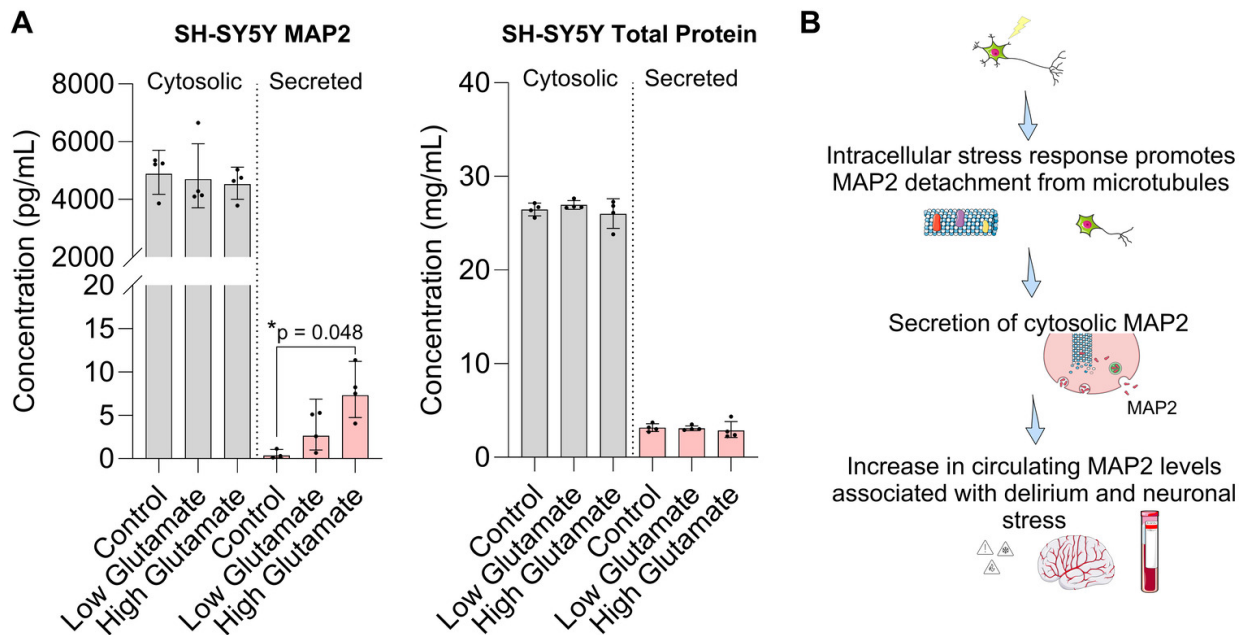 A
SH-SY5Y MAP2
Cytosolic
Secreted
Concentration (pg/mL)
8000
6000
4000
2000
20
15
10
5
0
*p = 0.048
Control
Low Glutamate
High Glutamate
Control
Low Glutamate
High Glutamate
SH-SY5Y Total Protein
Cytosolic
Secreted
Concentration (mg/mL)
40
30
20
10
0
Control
Low Glutamate
High Glutamate
Control
Low Glutamate
High Glutamate
B
Intracellular stress response promotes
MAP2 detachment from microtubules
Secretion of cytosolic MAP2
MAP2
Increase in circulating MAP2 levels
associated with delirium and neuronal
stress